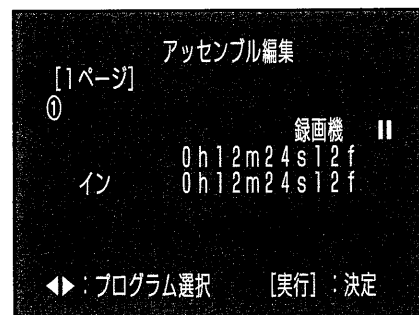 アッセンブル編集
[1ページ]
①
録画機 ⏸
0h12m24s12f
イン 0h12m24s12f
◀▶：プログラム選択 [実行]：決定